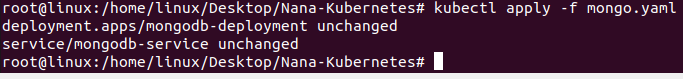 root@linux:/home/linux/Desktop/Nana-Kubernetes# kubectl apply -f mongo.yaml
deployment.apps/mongodb-deployment unchanged
service/mongodb-service unchanged
root@linux:/home/linux/Desktop/Nana-Kubernetes#